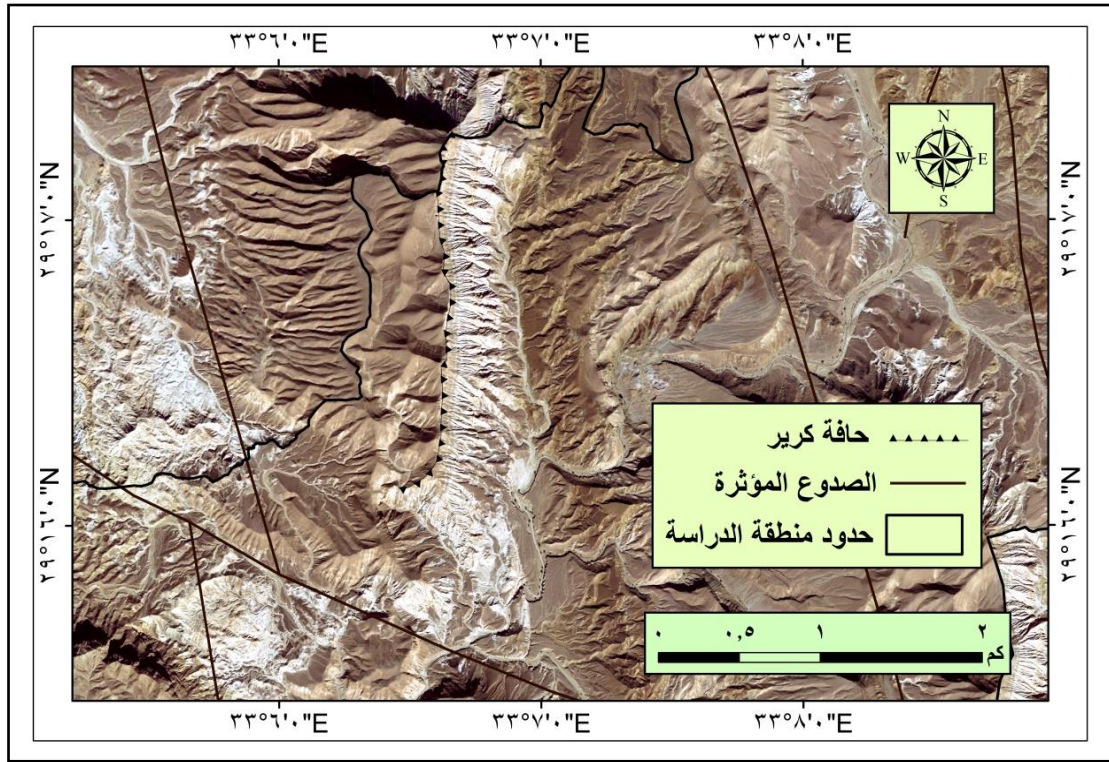 ٣٣°٦'٠"E ٣٣°٧'٠"E ٣٣°٨'٠"E
N
W E
S
٢٩°١٧'٠"N ٢٩°١٧'٠"N
حافة كرير
الصدوع المؤثرة
حدود منطقة الدراسة
٢٩°١٦'٠"N ٢٩°١٦'٠"N
٠ ٠,٥ ١ ٢
كم
٣٣°٦'٠"E ٣٣°٧'٠"E ٣٣°٨'٠"E